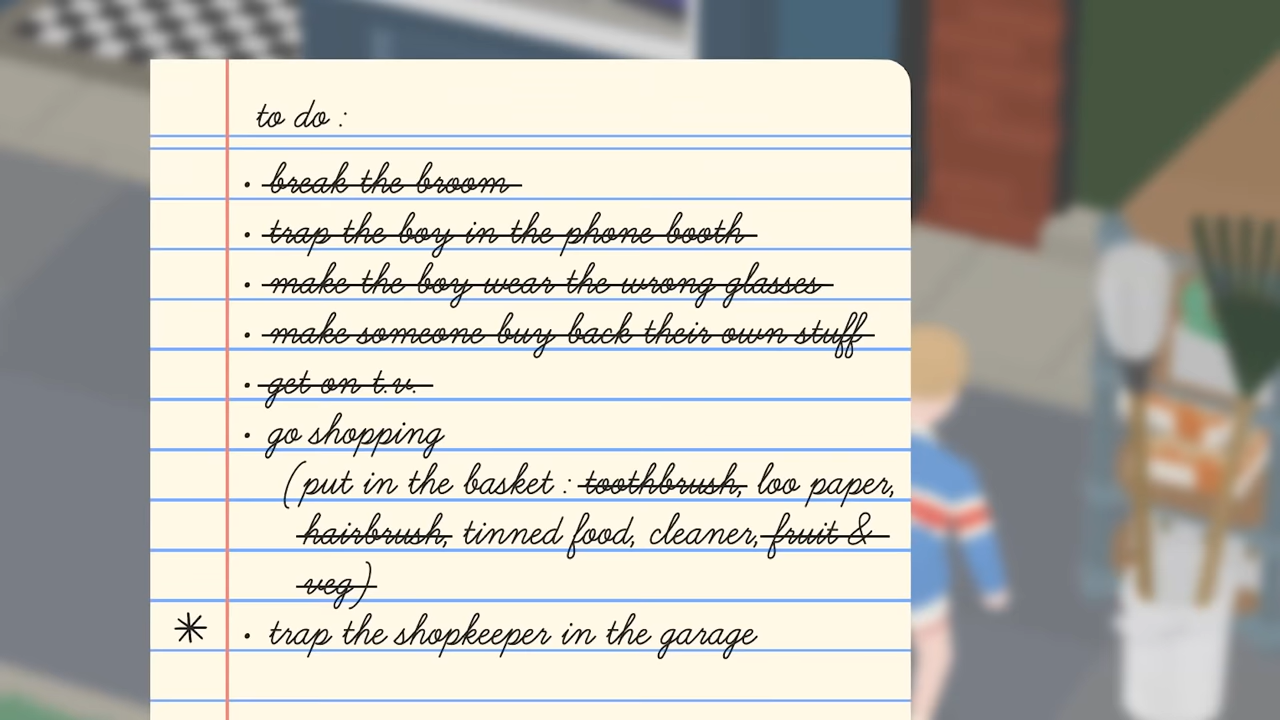 to do :
• break the broom
• trap the boy in the phone booth
• make the boy wear the wrong glasses
• make someone buy back their own stuff
• get on t.v.
• go shopping
(put in the basket : toothbrush, loo paper,
hairbrush, tinned food, cleaner, fruit &
veg)
• trap the shopkeeper in the garage